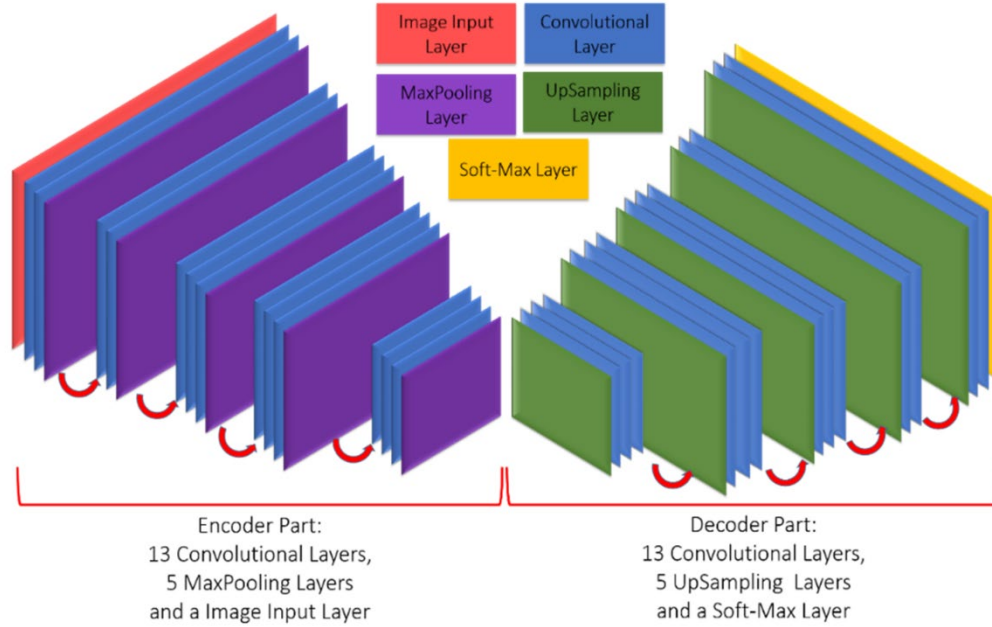 Image Input
Layer
Convolutional
Layer
MaxPooling
Layer
UpSampling
Layer
Soft-Max Layer
Encoder Part:
13 Convolutional Layers,
5 MaxPooling Layers
and a Image Input Layer
Decoder Part:
13 Convolutional Layers,
5 UpSampling Layers
and a Soft-Max Layer